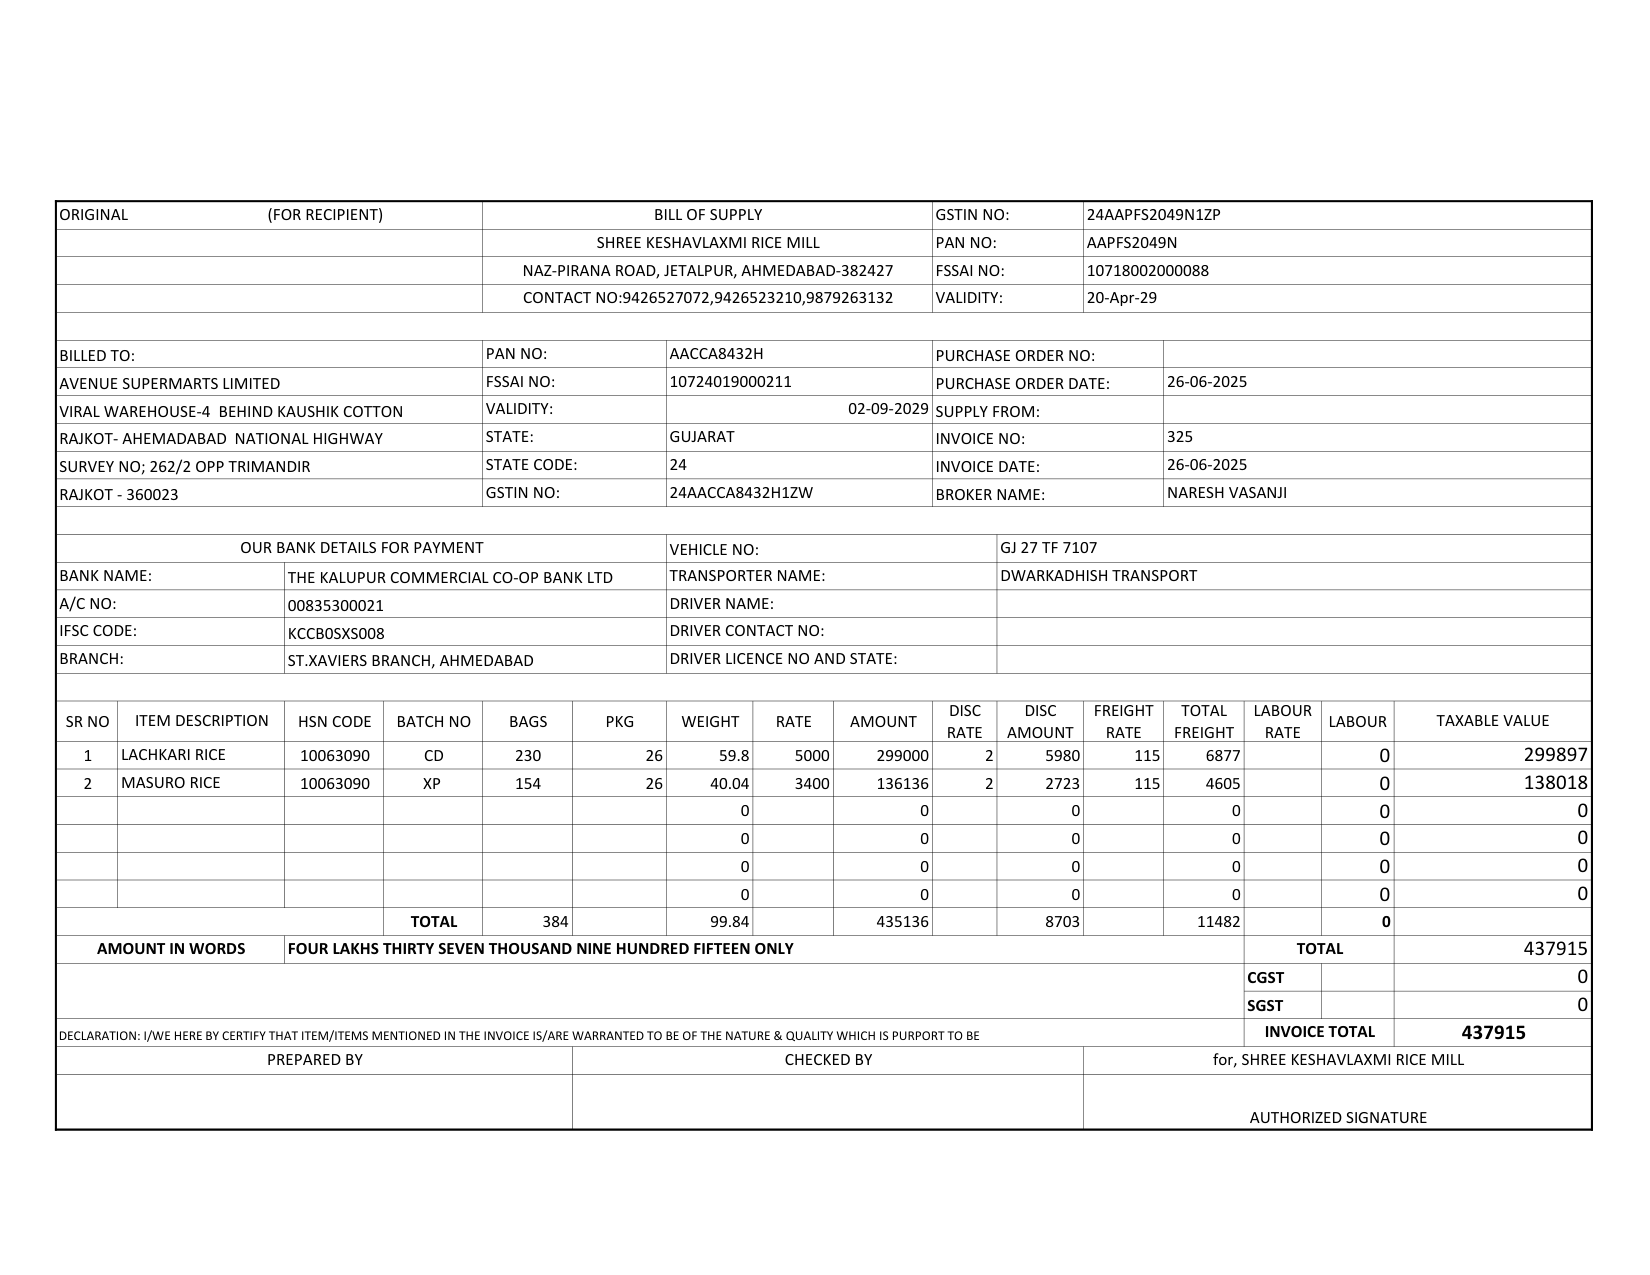 ORIGINAL (FOR RECIPIENT) BILL OF SUPPLY GSTIN NO: 24AAPFS2049N1ZP
SHREE KESHAVLAXMI RICE MILL PAN NO: AAPFS2049N
NAZ-PIRANA ROAD, JETALPUR, AHMEDABAD-382427 FSSAI NO: 10718002000088
CONTACT NO:9426527072,9426523210,9879263132 VALIDITY: 20-Apr-29
BILLED TO: PAN NO: AACCA8432H PURCHASE ORDER NO:
AVENUE SUPERMARTS LIMITED FSSAI NO: 10724019000211 PURCHASE ORDER DATE: 26-06-2025
VIRAL WAREHOUSE-4 BEHIND KAUSHIK COTTON VALIDITY: 02-09-2029 SUPPLY FROM:
RAJKOT- AHEMADABAD NATIONAL HIGHWAY STATE: GUJARAT INVOICE NO: 325
SURVEY NO; 262/2 OPP TRIMANDIR STATE CODE: 24 INVOICE DATE: 26-06-2025
RAJKOT - 360023 GSTIN NO: 24AACCA8432H1ZW BROKER NAME: NARESH VASANJI
OUR BANK DETAILS FOR PAYMENT VEHICLE NO: GJ 27 TF 7107
BANK NAME: THE KALUPUR COMMERCIAL CO-OP BANK LTD TRANSPORTER NAME: DWARKADHISH TRANSPORT
A/C NO: 00835300021 DRIVER NAME:
IFSC CODE: KCCB0SXS008 DRIVER CONTACT NO:
BRANCH: ST.XAVIERS BRANCH, AHMEDABAD DRIVER LICENCE NO AND STATE:
SR NO ITEM DESCRIPTION HSN CODE BATCH NO BAGS PKG WEIGHT RATE AMOUNT DISC RATE DISC AMOUNT FREIGHT RATE TOTAL FREIGHT LABOUR RATE LABOUR TAXABLE VALUE
1 LACHKARI RICE 10063090 CD 230 26 59.8 5000 299000 2 5980 115 6877 0 299897
2 MASURO RICE 10063090 XP 154 26 40.04 3400 136136 2 2723 115 4605 0 138018
0 0 0 0 0 0
0 0 0 0 0 0
0 0 0 0 0 0
0 0 0 0 0 0
TOTAL 384 99.84 435136 8703 11482 0
AMOUNT IN WORDS FOUR LAKHS THIRTY SEVEN THOUSAND NINE HUNDRED FIFTEEN ONLY TOTAL 437915
CGST 0
SGST 0
DECLARATION: I/WE HERE BY CERTIFY THAT ITEM/ITEMS MENTIONED IN THE INVOICE IS/ARE WARRANTED TO BE OF THE NATURE & QUALITY WHICH IS PURPORT TO BE INVOICE TOTAL 437915
PREPARED BY CHECKED BY for, SHREE KESHAVLAXMI RICE MILL
AUTHORIZED SIGNATURE